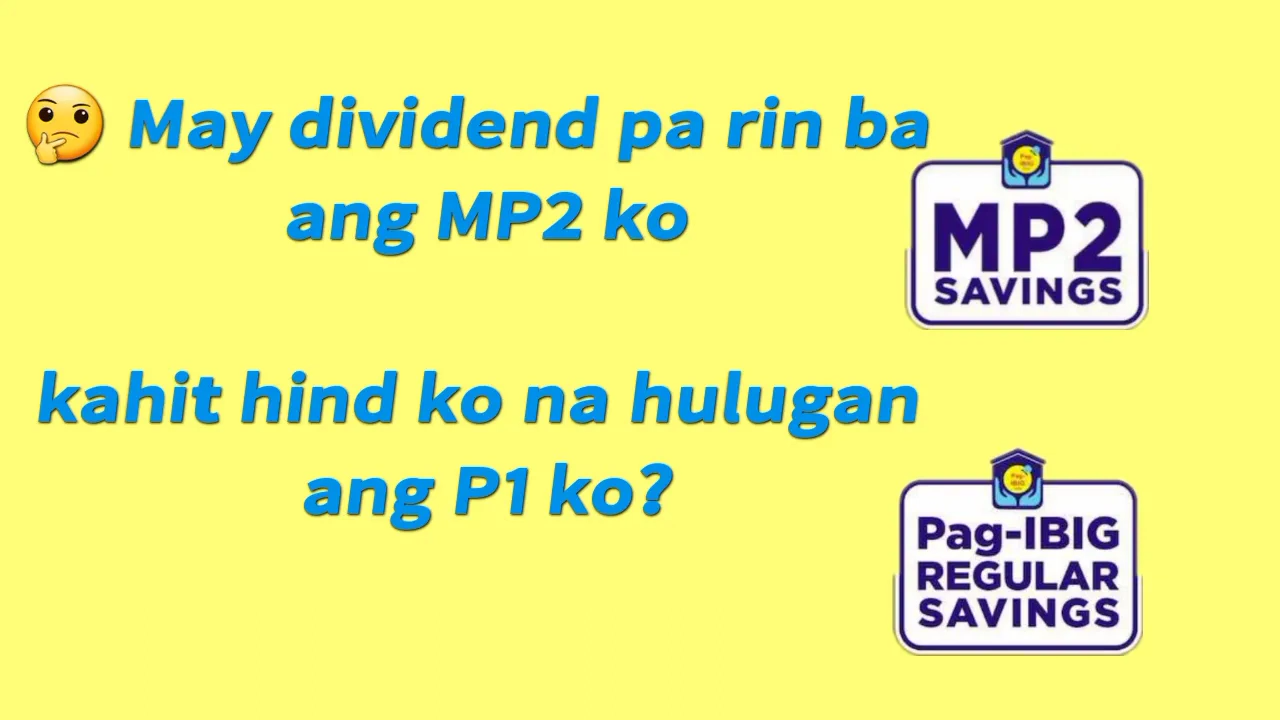 🤔 May dividend pa rin ba
ang MP2 ko
MP2
SAVINGS
kahit hind ko na hulugan
ang P1 ko?
Pag-IBIG
REGULAR
SAVINGS